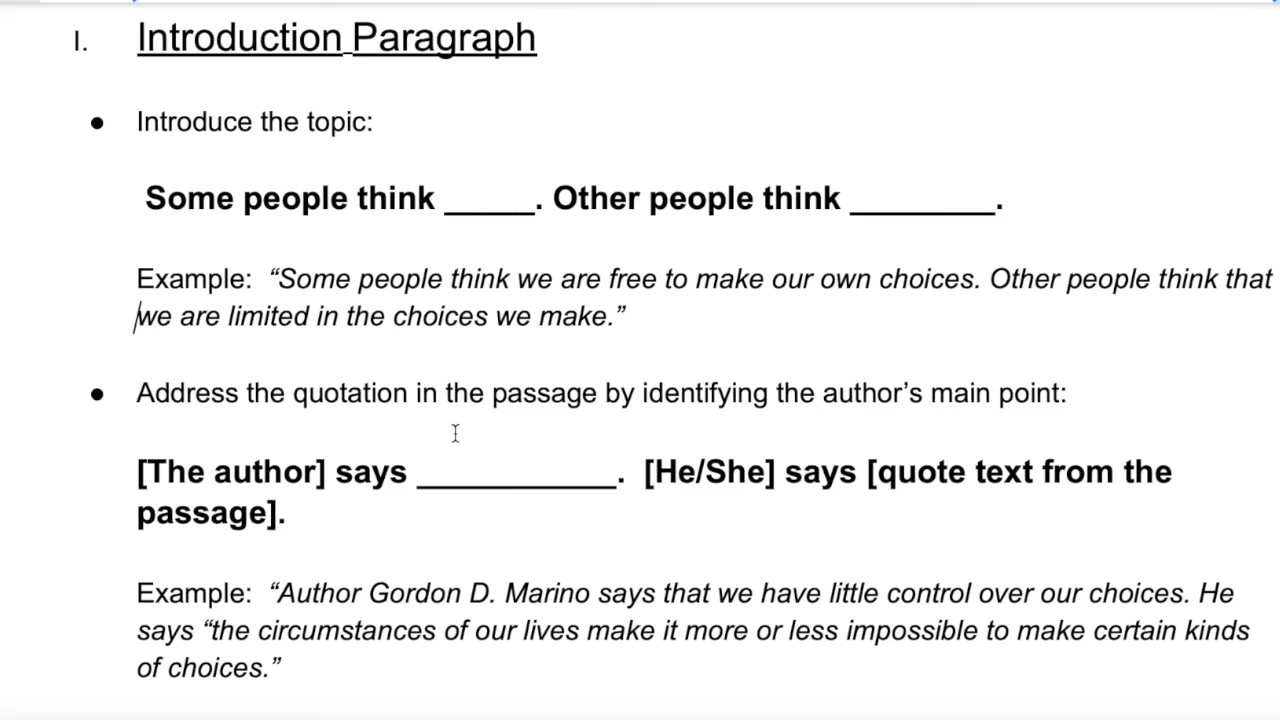 I. Introduction Paragraph
● Introduce the topic:
Some people think _____. Other people think ________.
Example: “Some people think we are free to make our own choices. Other people think that
we are limited in the choices we make.”
● Address the quotation in the passage by identifying the author’s main point:
[The author] says ___________. [He/She] says [quote text from the
passage].
Example: “Author Gordon D. Marino says that we have little control over our choices. He
says “the circumstances of our lives make it more or less impossible to make certain kinds
of choices.”